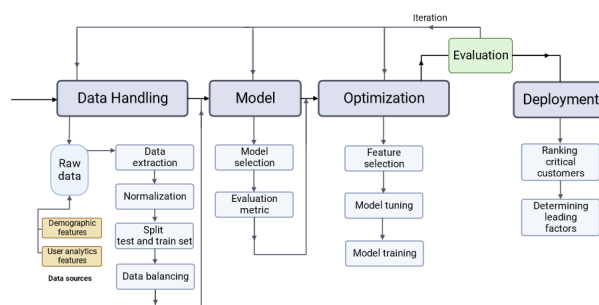 Iteration
Evaluation
Data Handling
Model
Optimization
Deployment
Raw
data
Data
extraction
Normalization
Split
test and train set
Data balancing
Demographic
features
User analytics
features
Data sources
Model
selection
Evaluation
metric
Feature
selection
Model tuning
Model training
Ranking
critical
customers
Determining
leading
factors